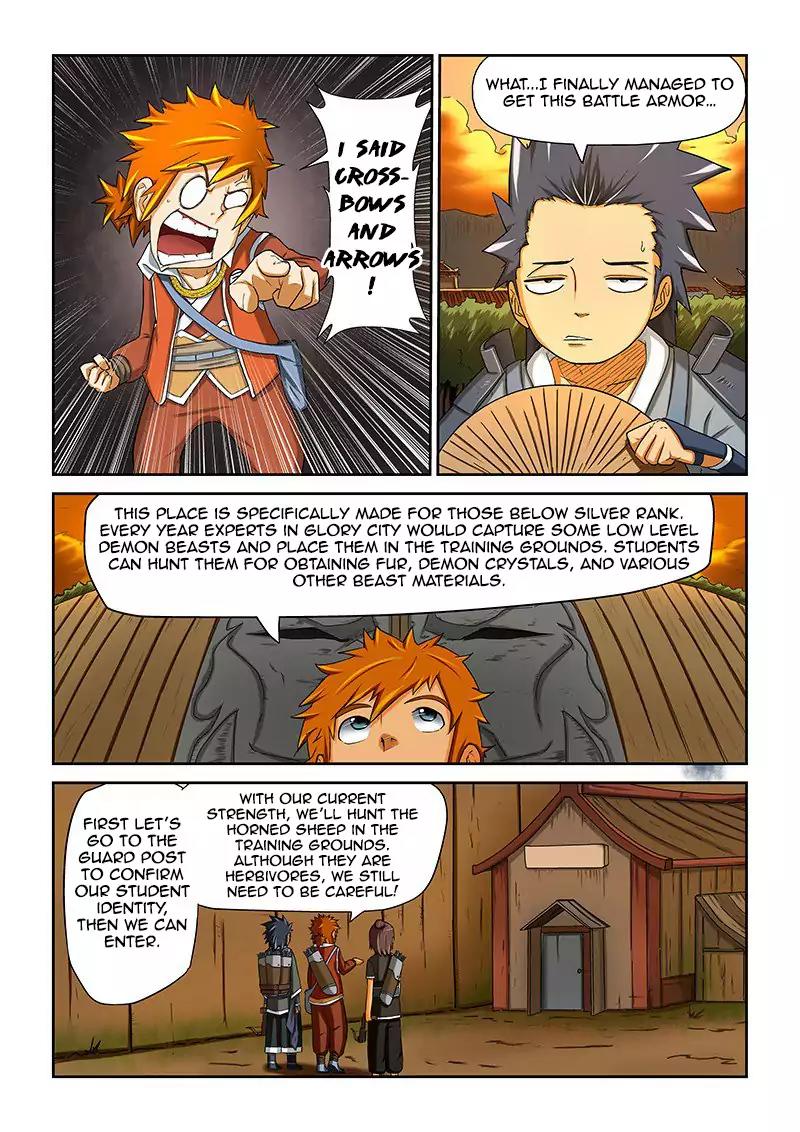 I SAID
CROSS-
BOWS
AND
ARROWS
!
WHAT...I FINALLY MANAGED TO
GET THIS BATTLE ARMOR...
THIS PLACE IS SPECIFICALLY MADE FOR THOSE BELOW SILVER RANK.
EVERY YEAR EXPERTS IN GLORY CITY WOULD CAPTURE SOME LOW LEVEL
DEMON BEASTS AND PLACE THEM IN THE TRAINING GROUNDS. STUDENTS
CAN HUNT THEM FOR OBTAINING FUR, DEMON CRYSTALS, AND VARIOUS
OTHER BEAST MATERIALS.
FIRST LET'S
GO TO THE
GUARD POST
TO CONFIRM
OUR STUDENT
IDENTITY,
THEN WE CAN
ENTER.
WITH OUR CURRENT
STRENGTH, WE'LL HUNT THE
HORNED SHEEP IN THE
TRAINING GROUNDS.
ALTHOUGH THEY ARE
HERBIVORES, WE STILL
NEED TO BE CAREFUL!